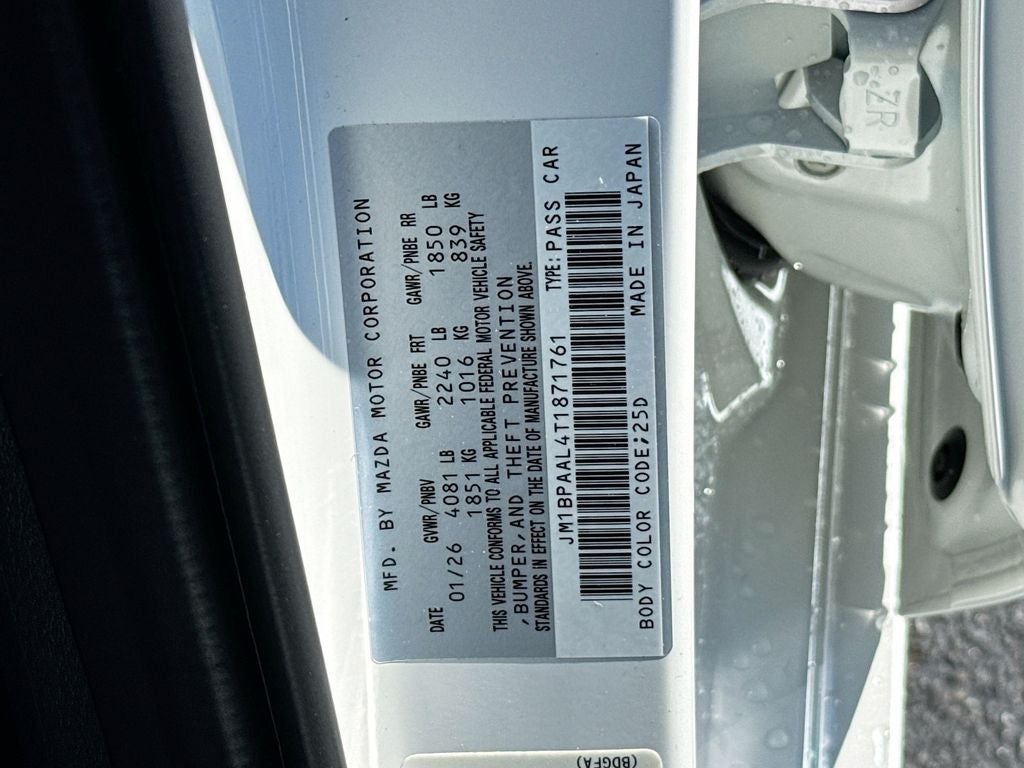 MFD. BY MAZDA MOTOR CORPORATION
DATE GVWR/PNBV GAWR/PNBE FRT GAWR/PNBE RR
01/26 4081 LB 2240 LB 1850 LB
1851 KG 1016 KG 839 KG
THIS VEHICLE CONFORMS TO ALL APPLICABLE FEDERAL MOTOR VEHICLE SAFETY
,BUMPER,AND THEFT PREVENTION
STANDARDS IN EFFECT ON THE DATE OF MANUFACTURE SHOWN ABOVE.
JM1BPAAL4T1871761 TYPE:PASS CAR
BODY COLOR CODE;25D MADE IN JAPAN
ZR
(BDGFA)